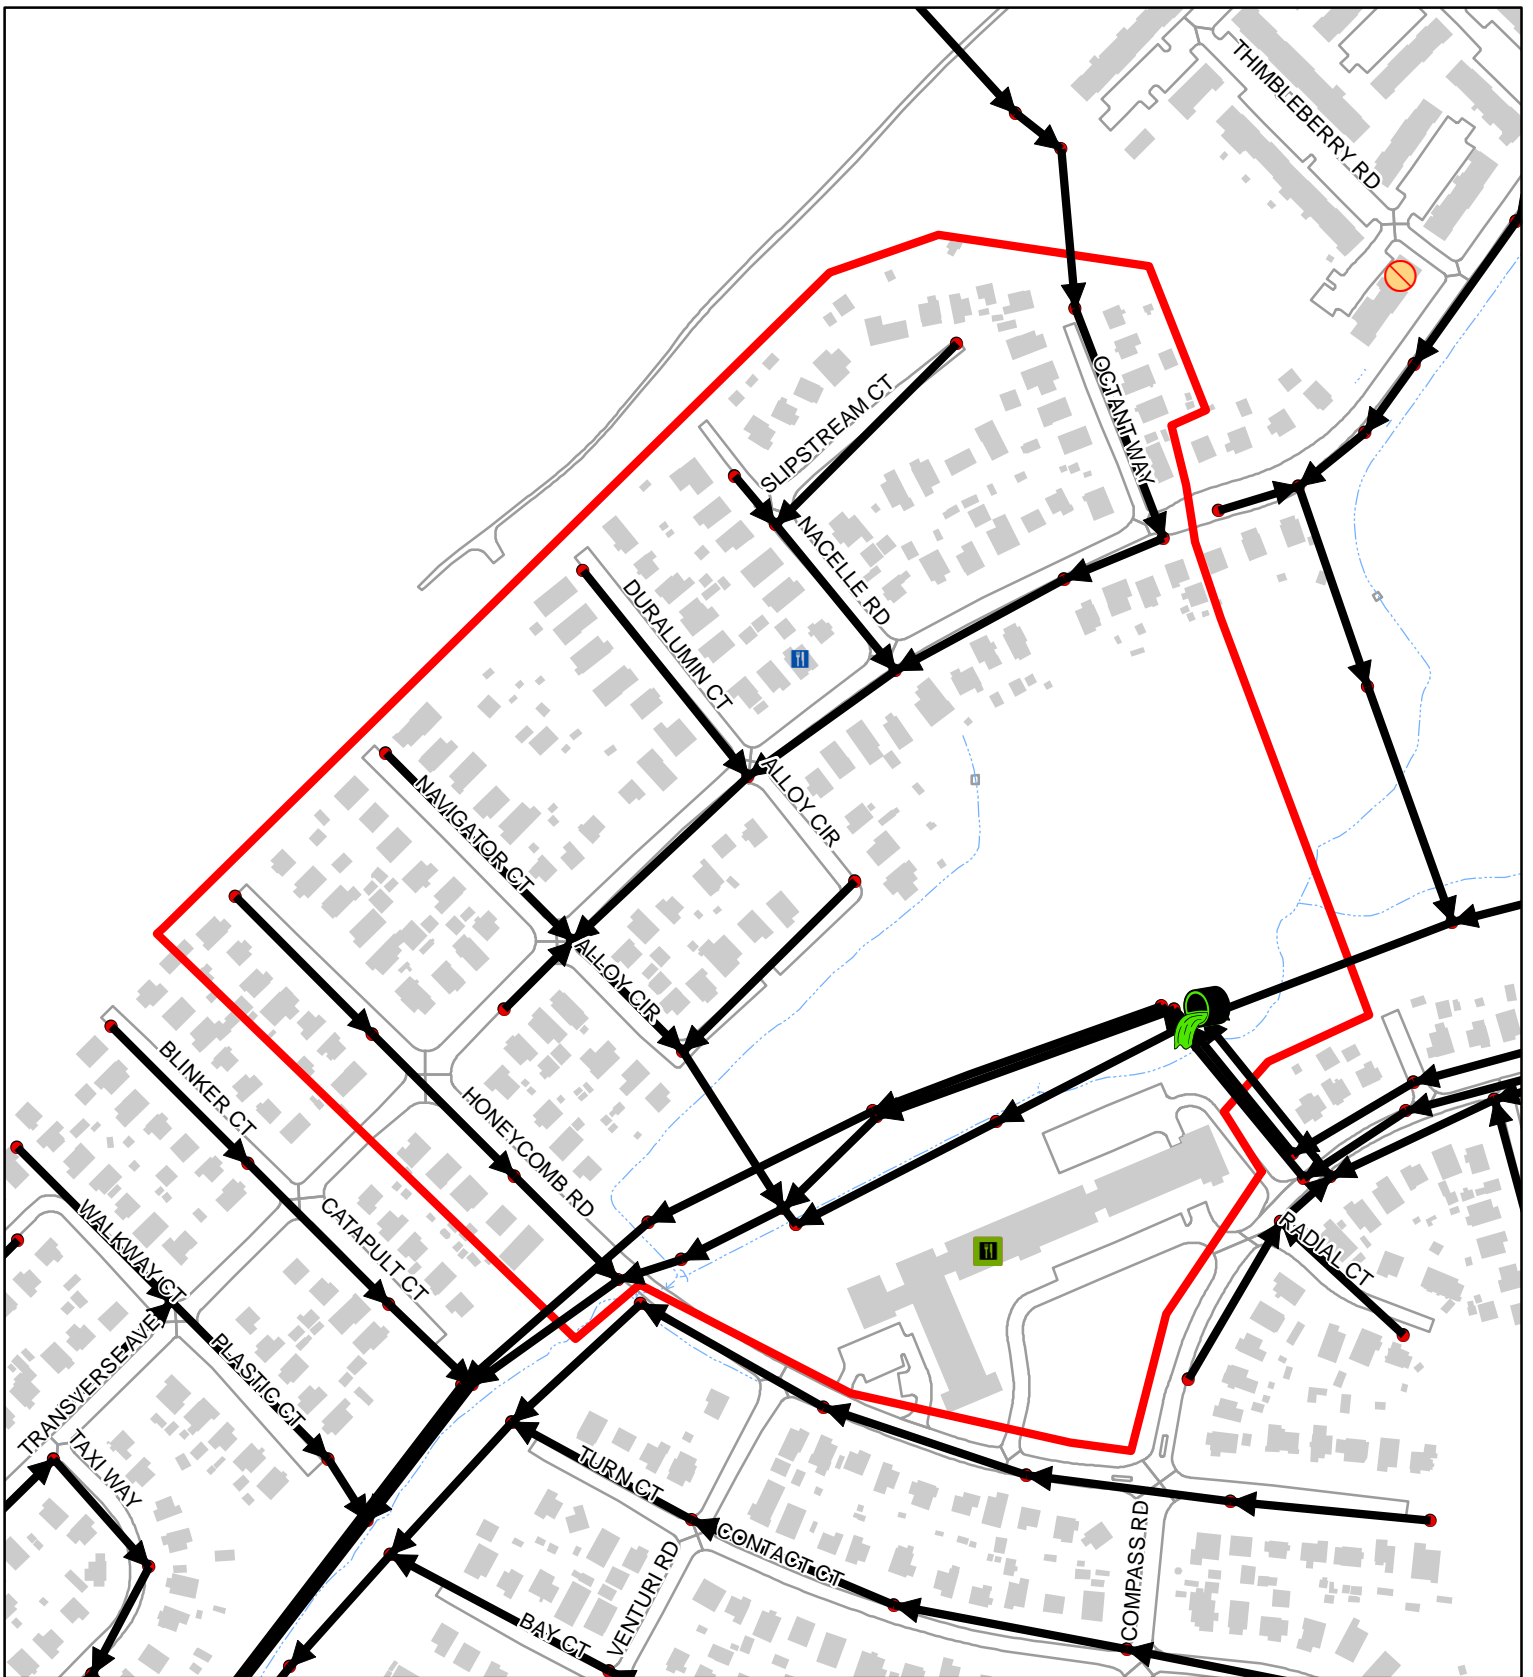 THIMBLEBERRY RD
OCTANT WAY
SLIPSTREAM CT
NACELLE RD
DURALUMIN CT
ALLOY CIR
NAVIGATOR CT
ALLOY CIR
BLINKER CT
HONEYCOMB RD
WALKWAY CT
CATAPULT CT
RADIAL CT
TRANSVERSE AVE
PLASTIC CT
TAXI WAY
TURN CT
CONTACT CT
COMPASS RD
VENTURI RD
BAY CT